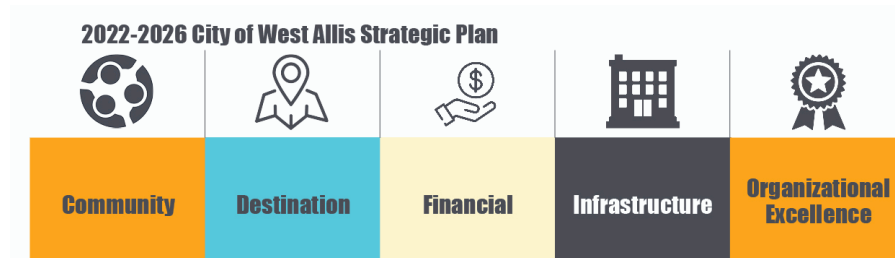 2022-2026 City of West Allis Strategic Plan
$
Community
Destination
Financial
Infrastructure
Organizational
Excellence